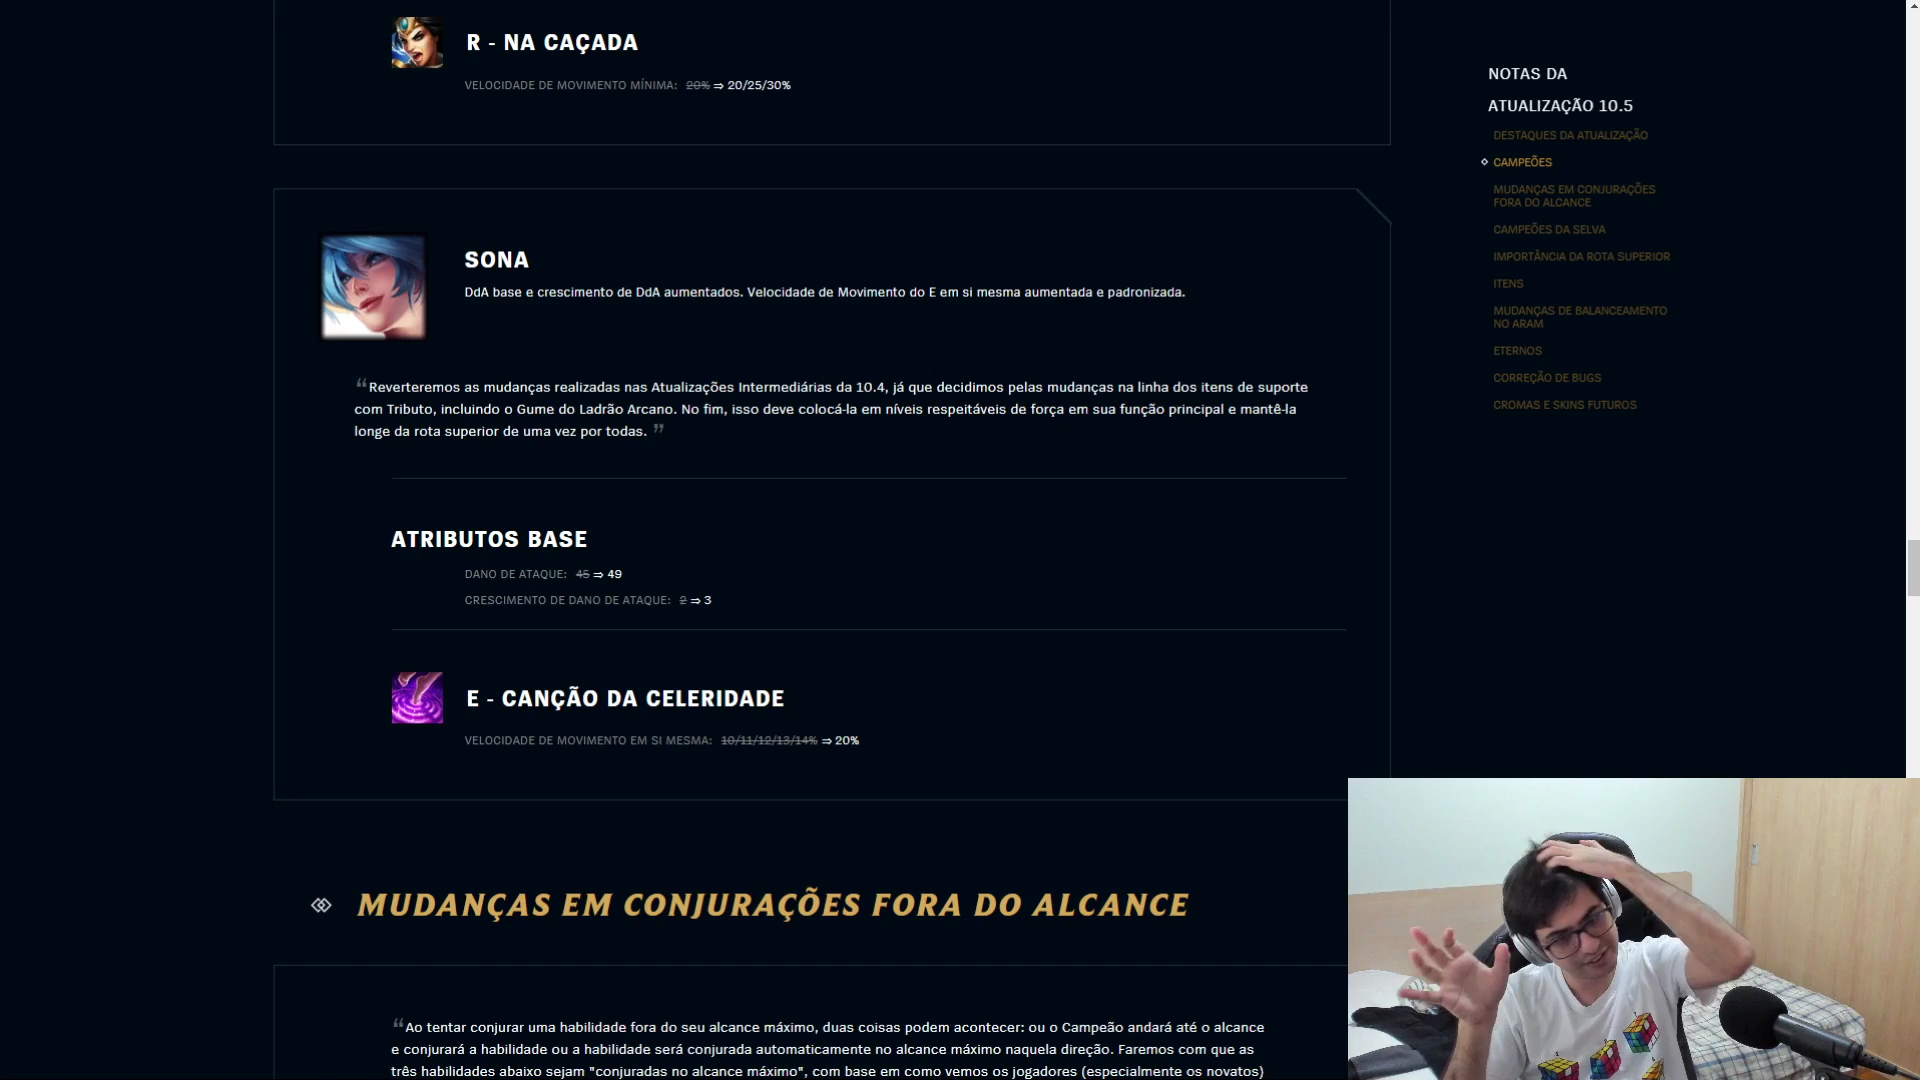 R - NA CAÇADA
VELOCIDADE DE MOVIMENTO MÍNIMA: 20% ⇒ 20/25/30%
NOTAS DA
ATUALIZAÇÃO 10.5
DESTAQUES DA ATUALIZAÇÃO
CAMPEÕES
MUDANÇAS EM CONJURAÇÕES
FORA DO ALCANCE
CAMPEÕES DA SELVA
IMPORTÂNCIA DA ROTA SUPERIOR
ITENS
MUDANÇAS DE BALANCEAMENTO
NO ARAM
ETERNOS
CORREÇÃO DE BUGS
CROMAS E SKINS FUTUROS
SONA
DdA base e crescimento de DdA aumentados. Velocidade de Movimento do E em si mesma aumentada e padronizada.
“Reverteremos as mudanças realizadas nas Atualizações Intermediárias da 10.4, já que decidimos pelas mudanças na linha dos itens de suporte
com Tributo, incluindo o Gume do Ladrão Arcano. No fim, isso deve colocá-la em níveis respeitáveis de força em sua função principal e mantê-la
longe da rota superior de uma vez por todas. ”
ATRIBUTOS BASE
DANO DE ATAQUE: 45 ⇒ 49
CRESCIMENTO DE DANO DE ATAQUE: 2 ⇒ 3
E - CANÇÃO DA CELERIDADE
VELOCIDADE DE MOVIMENTO EM SI MESMA: 10/11/12/13/14% ⇒ 20%
MUDANÇAS EM CONJURAÇÕES FORA DO ALCANCE
“Ao tentar conjurar uma habilidade fora do seu alcance máximo, duas coisas podem acontecer: ou o Campeão andará até o alcance
e conjurará a habilidade ou a habilidade será conjurada automaticamente no alcance máximo naquela direção. Faremos com que as
três habilidades abaixo sejam "conjuradas no alcance máximo", com base em como vemos os jogadores (especialmente os novatos)